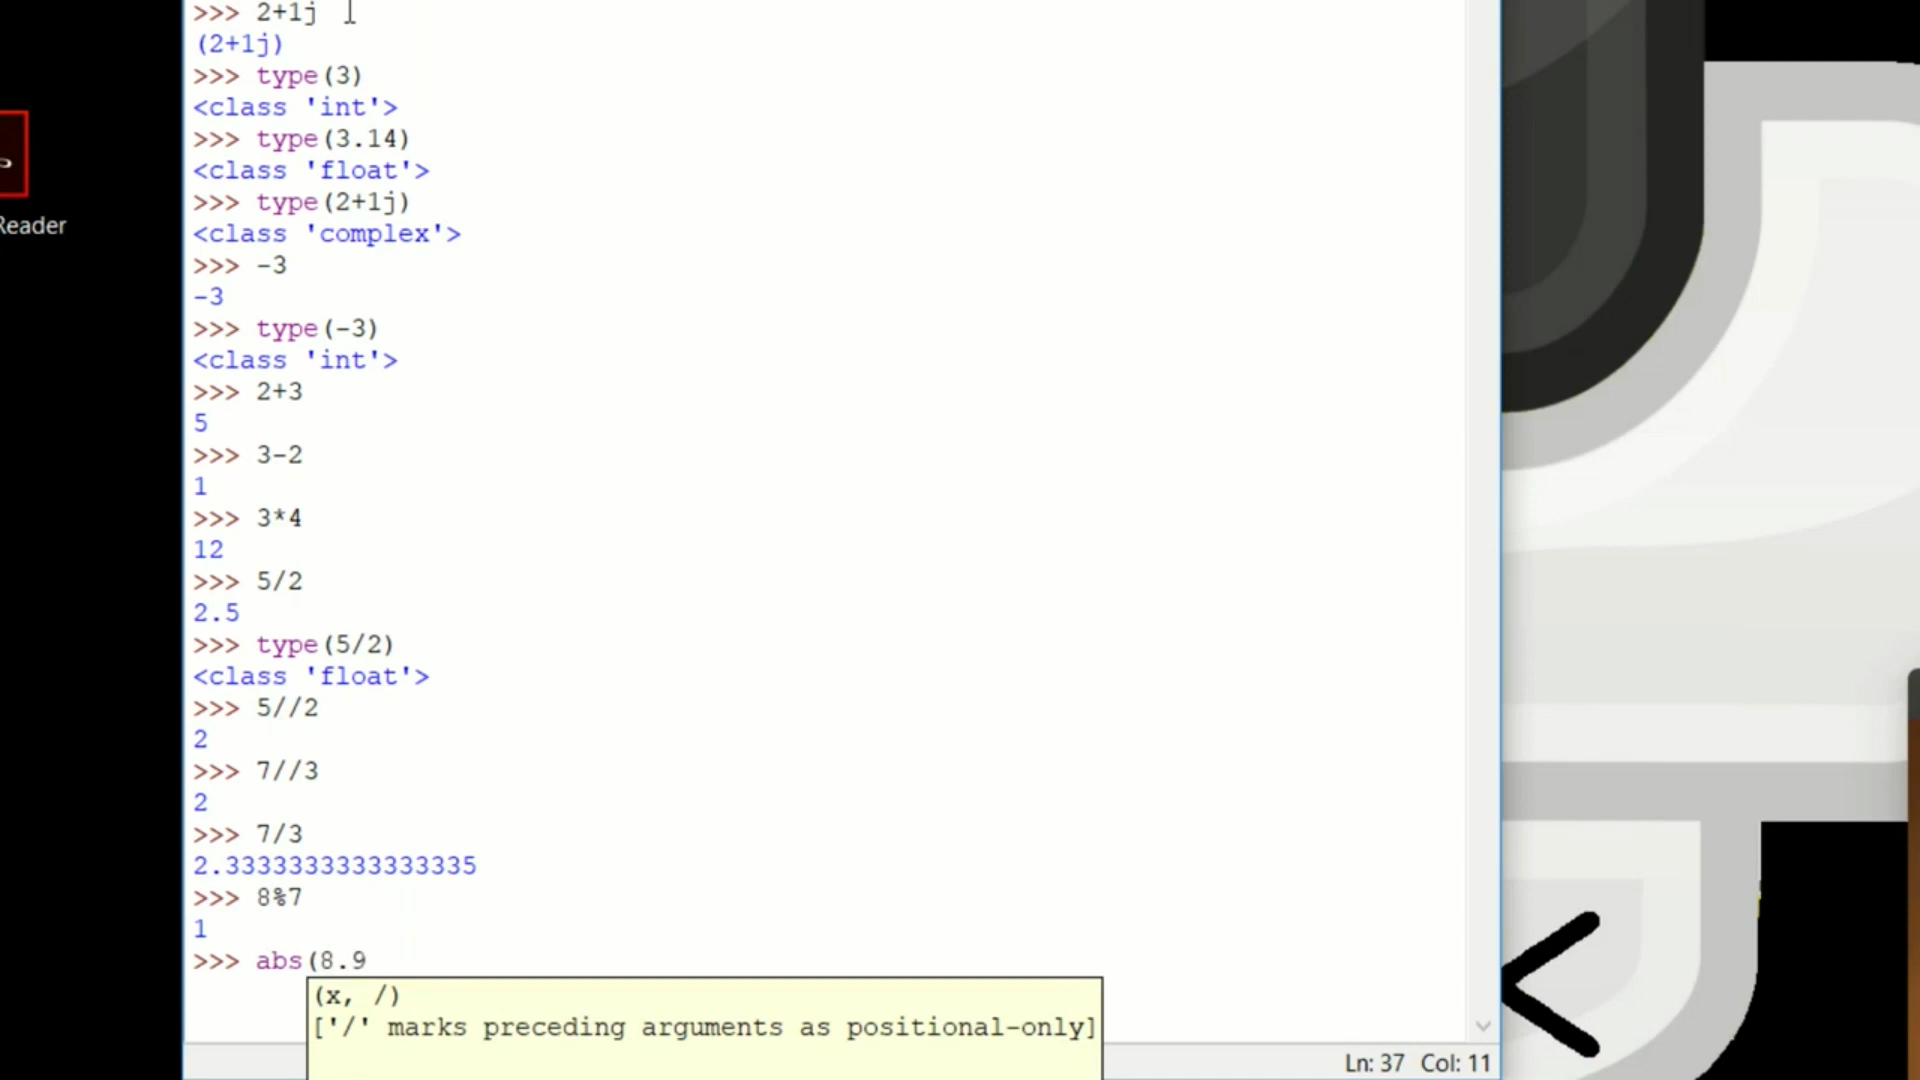 >>> 2+1j
(2+1j)
>>> type(3)
<class 'int'>
>>> type(3.14)
<class 'float'>
>>> type(2+1j)
<class 'complex'>
>>> -3
-3
>>> type(-3)
<class 'int'>
>>> 2+3
5
>>> 3-2
1
>>> 3*4
12
>>> 5/2
2.5
>>> type(5/2)
<class 'float'>
>>> 5//2
2
>>> 7//3
2
>>> 7/3
2.3333333333333335
>>> 8%7
1
>>> abs(8.9
(x, /)
['/' marks preceding arguments as positional-only]
Ln: 37 Col: 11
Reader